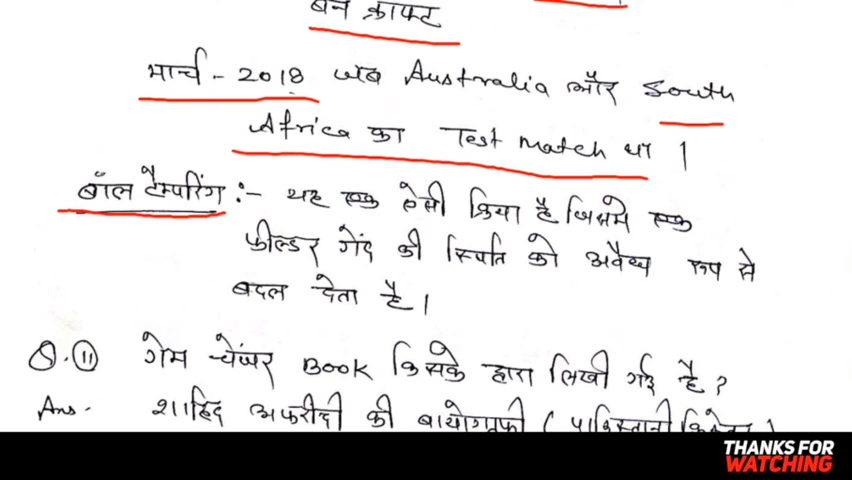 बेन क्राफ्ट
मार्च - 2018 जब Australia और South
Africa का Test Match था |
बॉल टैम्परिंग :- यह एक ऐसी क्रिया है जिसमे एक
फील्डर गेंद की स्थिति को अवैध्य रूप से
बदल देता है |
Q.11 गेम चेंजर BOOK किसके द्वारा लिखी गई है ?
Ans. शाहिद अफरीदी की बायोग्राफी ( पाकिस्तानी क्रिकेटर )
THANKS FOR
WATCHING